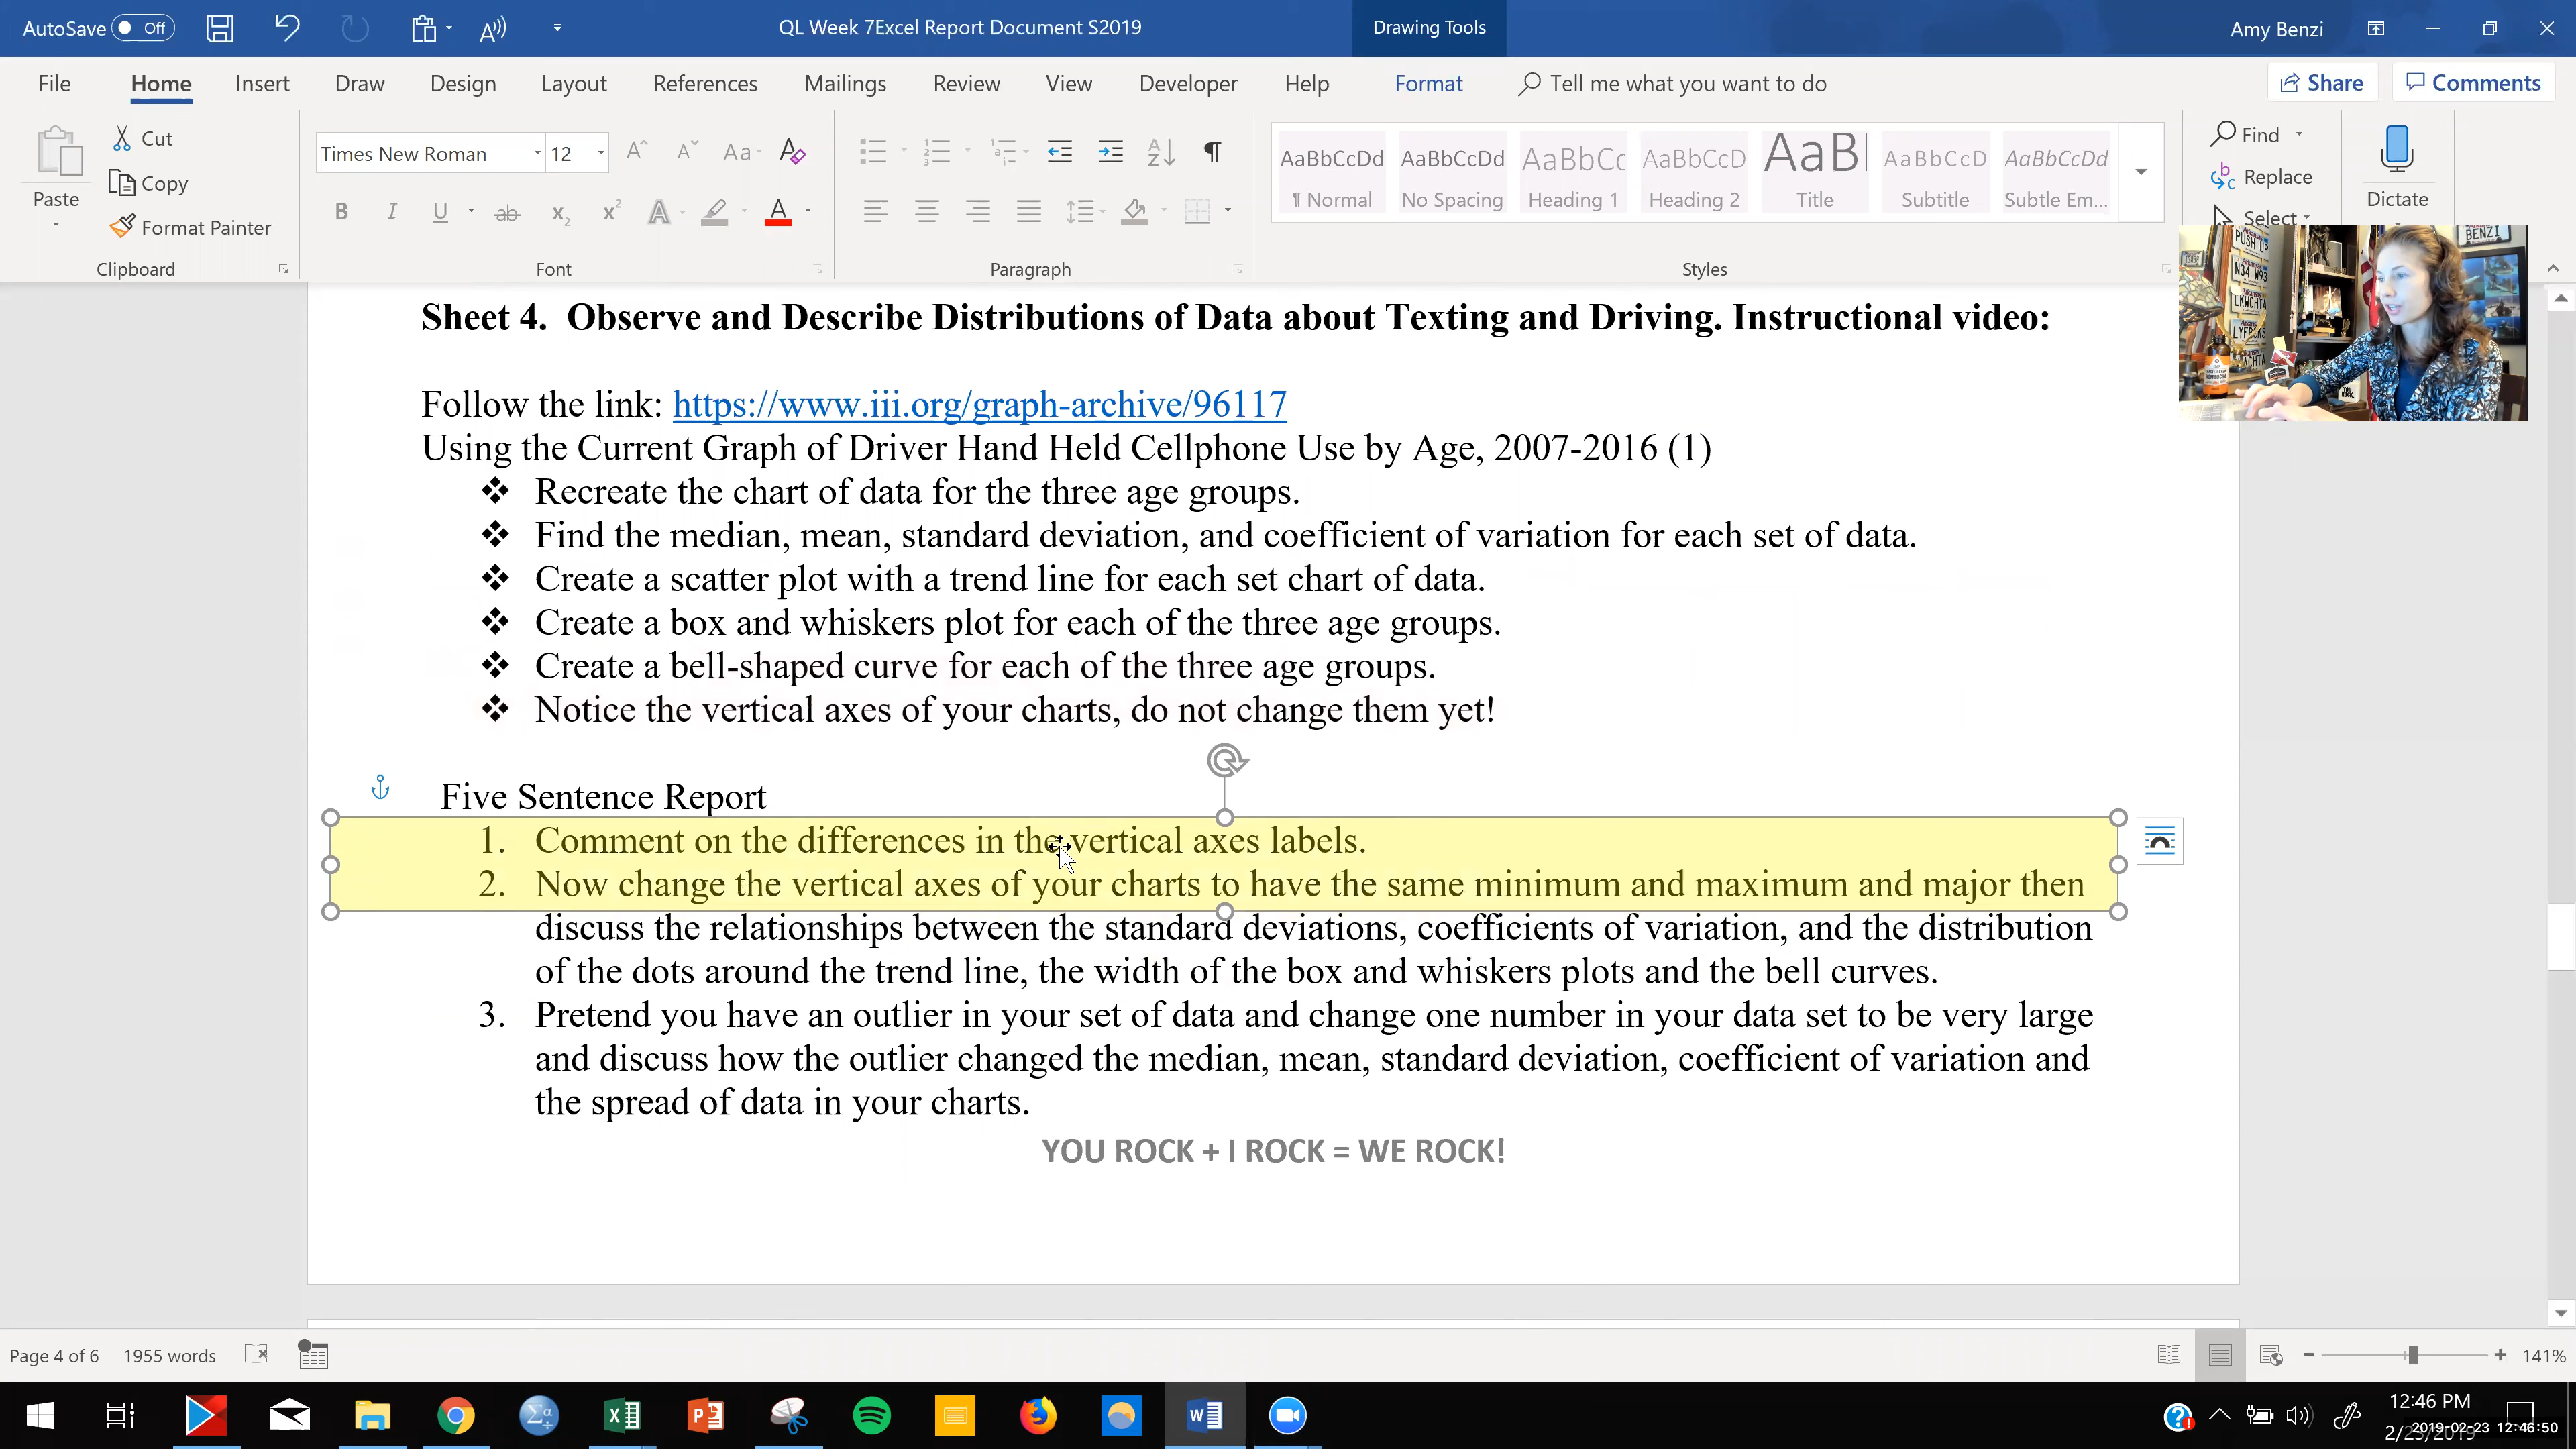 AutoSave Off QL Week 7Excel Report Document S2019 Drawing Tools Amy Benzi
File Home Insert Draw Design Layout References Mailings Review View Developer Help Format Tell me what you want to do Share Comments
Paste Cut Copy Format Painter
Clipboard
Times New Roman 12
Font
Paragraph
AaBbCcDd AaBbCcDd AaBbCc AaBbCcD AaB AaBbCcD AaBbCcDd
¶ Normal No Spacing Heading 1 Heading 2 Title Subtitle Subtle Em...
Styles
Find
Replace
Select
Dictate
PUSH UP
BENZI
Sheet 4. Observe and Describe Distributions of Data about Texting and Driving. Instructional video:
Follow the link: https://www.iii.org/graph-archive/96117
Using the Current Graph of Driver Hand Held Cellphone Use by Age, 2007-2016 (1)
❖ Recreate the chart of data for the three age groups.
❖ Find the median, mean, standard deviation, and coefficient of variation for each set of data.
❖ Create a scatter plot with a trend line for each set chart of data.
❖ Create a box and whiskers plot for each of the three age groups.
❖ Create a bell-shaped curve for each of the three age groups.
❖ Notice the vertical axes of your charts, do not change them yet!
Five Sentence Report
1. Comment on the differences in the vertical axes labels.
2. Now change the vertical axes of your charts to have the same minimum and maximum and major then
discuss the relationships between the standard deviations, coefficients of variation, and the distribution
of the dots around the trend line, the width of the box and whiskers plots and the bell curves.
3. Pretend you have an outlier in your set of data and change one number in your data set to be very large
and discuss how the outlier changed the median, mean, standard deviation, coefficient of variation and
the spread of data in your charts.
YOU ROCK + I ROCK = WE ROCK!
Page 4 of 6 1955 words 141%
12:46 PM
2019-02-23 12:46:50